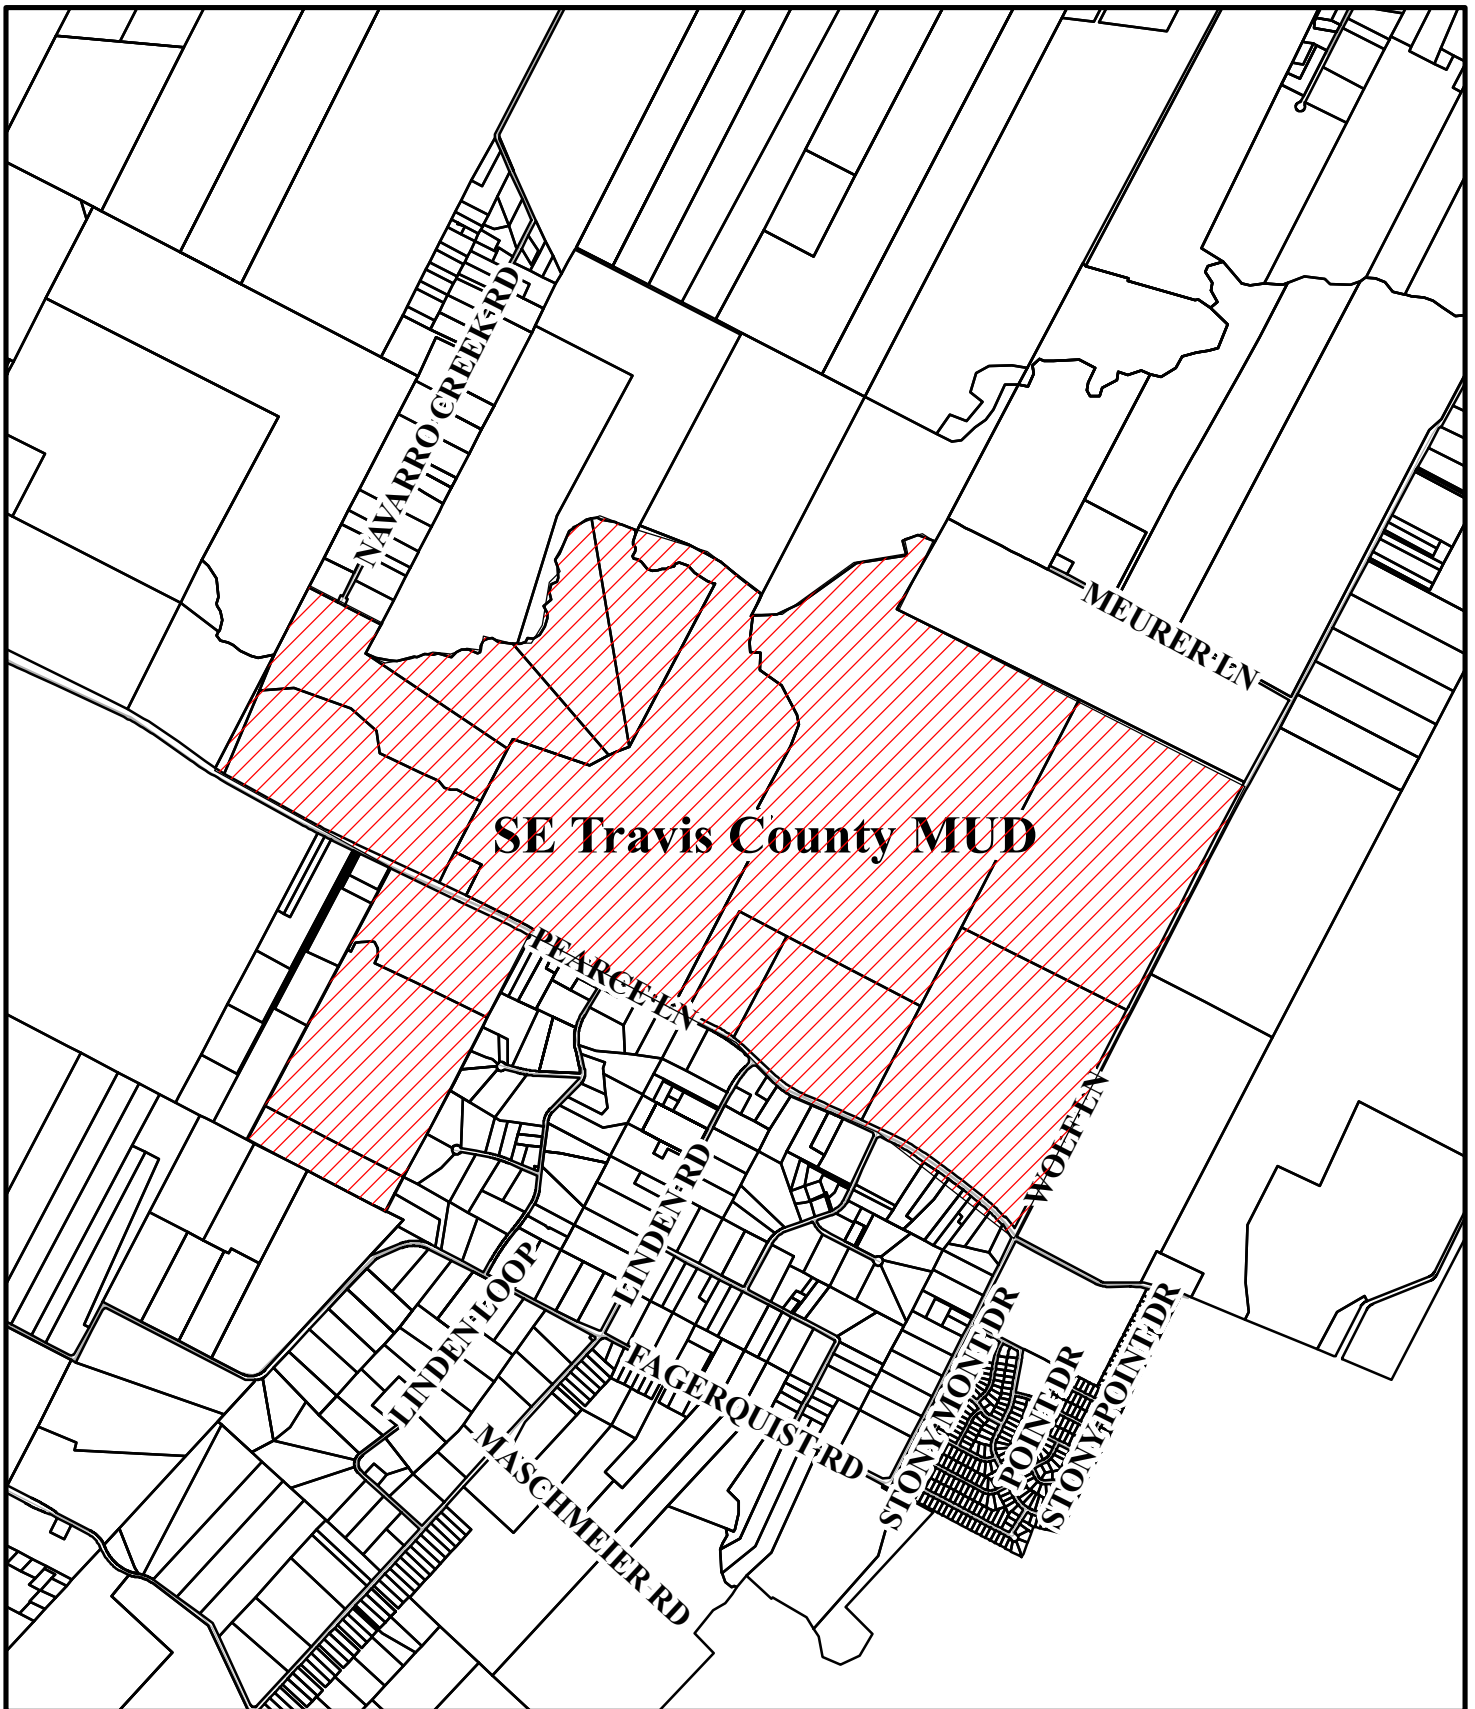 NAVARRO CREEK RD
MEURER LN
SE Travis County MUD
PEARCE LN
WOLF LN
LINDEN RD
LINDEN LOOP
FAGERQUIST RD
STONY MONT DR
POINT DR
STONY POINT DR
MASCHMEIER RD